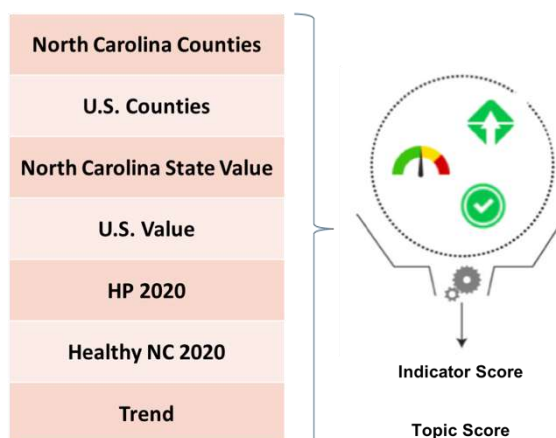 North Carolina Counties
U.S. Counties
North Carolina State Value
U.S. Value
HP 2020
Healthy NC 2020
Trend
Indicator Score
Topic Score